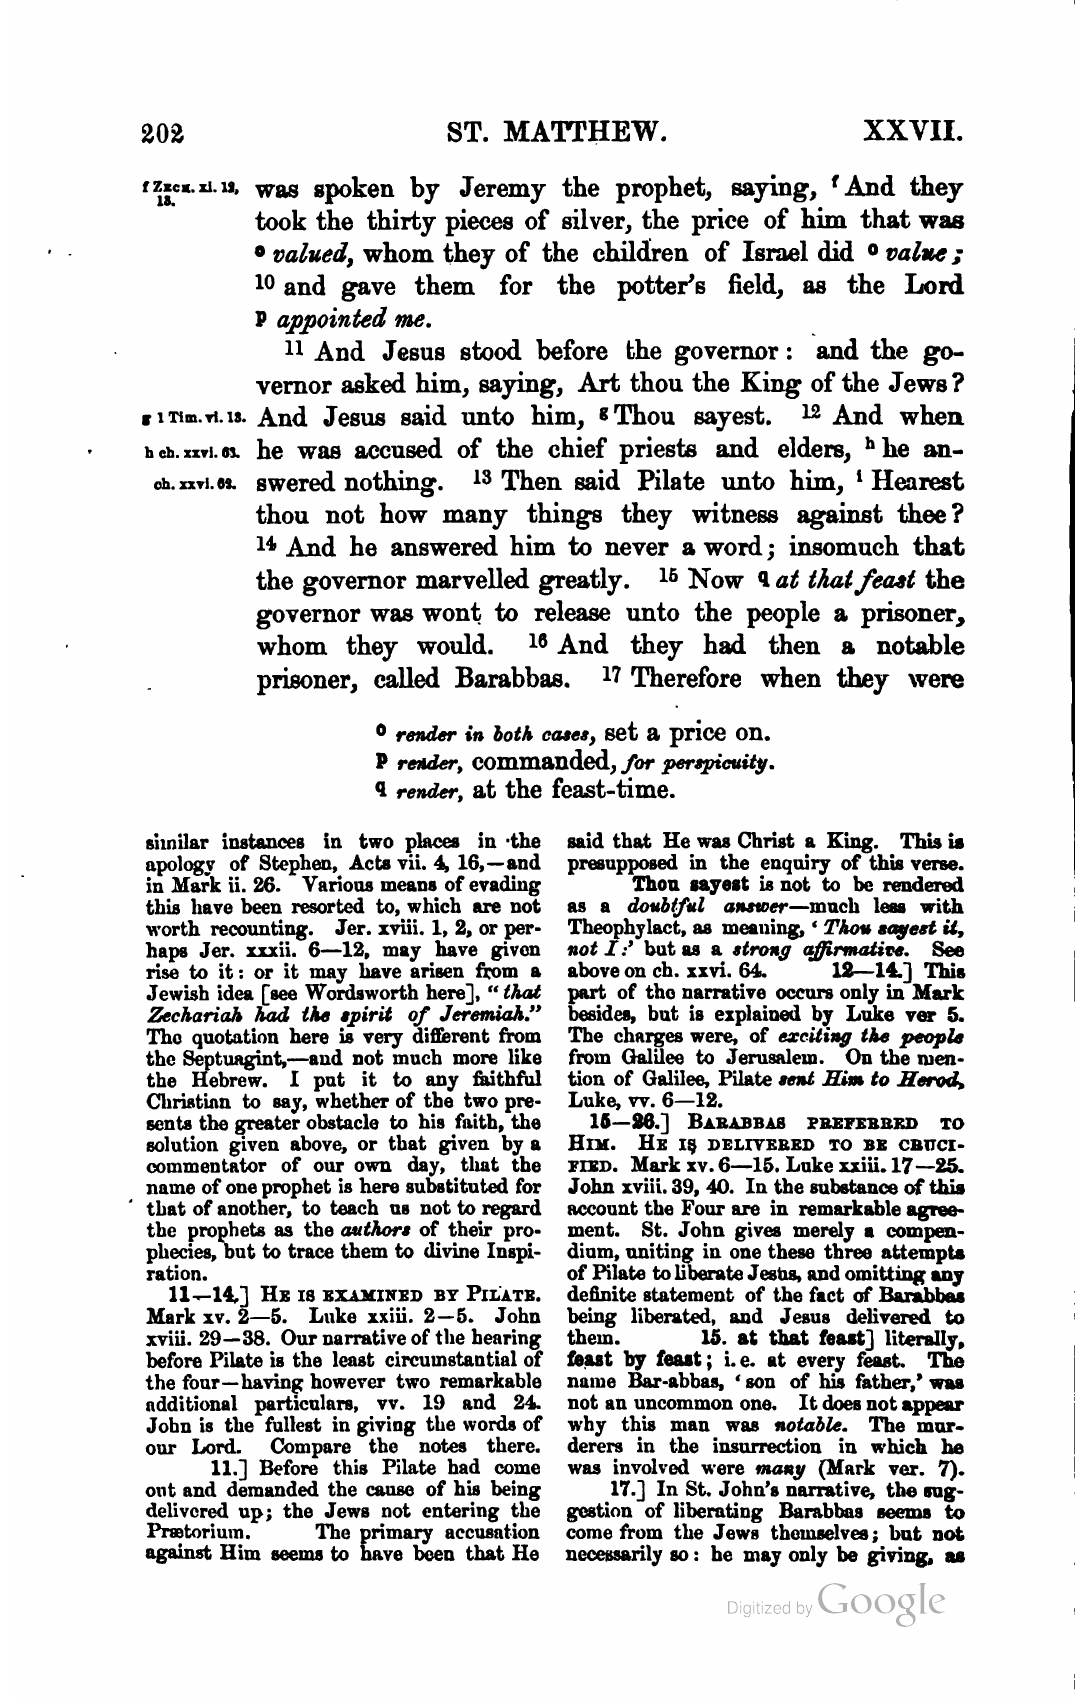 202 ST. MATTHEW. XXVII.
f ZECH. xi. 12, 13. was spoken by Jeremy the prophet, saying, f And they
took the thirty pieces of silver, the price of him that was
o valued, whom they of the children of Israel did o value;
10 and gave them for the potter's field, as the Lord
p appointed me.
11 And Jesus stood before the governor: and the go-
vernor asked him, saying, Art thou the King of the Jews?
g 1 Tim. vi. 13. And Jesus said unto him, g Thou sayest. 12 And when
h ch. xxvi. 63. he was accused of the chief priests and elders, h he an-
ch. xxvi. 62. swered nothing. 13 Then said Pilate unto him, i Hearest
thou not how many things they witness against thee?
14 And he answered him to never a word; insomuch that
the governor marvelled greatly. 15 Now q at that feast the
governor was wont to release unto the people a prisoner,
whom they would. 16 And they had then a notable
prisoner, called Barabbas. 17 Therefore when they were
o render in both cases, set a price on.
p render, commanded, for perspicuity.
q render, at the feast-time.
similar instances in two places in the
apology of Stephen, Acts vii. 4, 16,—and
in Mark ii. 26. Various means of evading
this have been resorted to, which are not
worth recounting. Jer. xviii. 1, 2, or per-
haps Jer. xxxii. 6—12, may have given
rise to it: or it may have arisen from a
Jewish idea [see Wordsworth here], "that
Zechariah had the spirit of Jeremiah."
The quotation here is very different from
the Septuagint,—and not much more like
the Hebrew. I put it to any faithful
Christian to say, whether of the two pre-
sents the greater obstacle to his faith, the
solution given above, or that given by a
commentator of our own day, that the
name of one prophet is here substituted for
that of another, to teach us not to regard
the prophets as the authors of their pro-
phecies, but to trace them to divine Inspi-
ration.
11—14.] HE IS EXAMINED BY PILATE.
Mark xv. 2—5. Luke xxiii. 2—5. John
xviii. 29—38. Our narrative of the hearing
before Pilate is the least circumstantial of
the four—having however two remarkable
additional particulars, vv. 19 and 24.
John is the fullest in giving the words of
our Lord. Compare the notes there.
11.] Before this Pilate had come
out and demanded the cause of his being
delivered up; the Jews not entering the
Prætorium. The primary accusation
against Him seems to have been that He
said that He was Christ a King. This is
presupposed in the enquiry of this verse.
Thou sayest is not to be rendered
as a doubtful answer—much less with
Theophylact, as meaning, 'Thou sayest it,
not I:' but as a strong affirmative. See
above on ch. xxvi. 64. 12—14.] This
part of the narrative occurs only in Mark
besides, but is explained by Luke ver 5.
The charges were, of exciting the people
from Galilee to Jerusalem. On the men-
tion of Galilee, Pilate sent Him to Herod,
Luke, vv. 6—12.
15—26.] BARABBAS PREFERRED TO
HIM. HE IS DELIVERED TO BE CRUCI-
FIED. Mark xv. 6—15. Luke xxiii. 17—25.
John xviii. 39, 40. In the substance of this
account the Four are in remarkable agree-
ment. St. John gives merely a compen-
dium, uniting in one these three attempts
of Pilate to liberate Jesus, and omitting any
definite statement of the fact of Barabbas
being liberated, and Jesus delivered to
them. 15. at that feast] literally,
feast by feast; i. e. at every feast. The
name Bar-abbas, 'son of his father,' was
not an uncommon one. It does not appear
why this man was notable. The mur-
derers in the insurrection in which he
was involved were many (Mark ver. 7).
17.] In St. John's narrative, the sug-
gestion of liberating Barabbas seems to
come from the Jews themselves; but not
necessarily so: he may only be giving, as
Digitized by Google